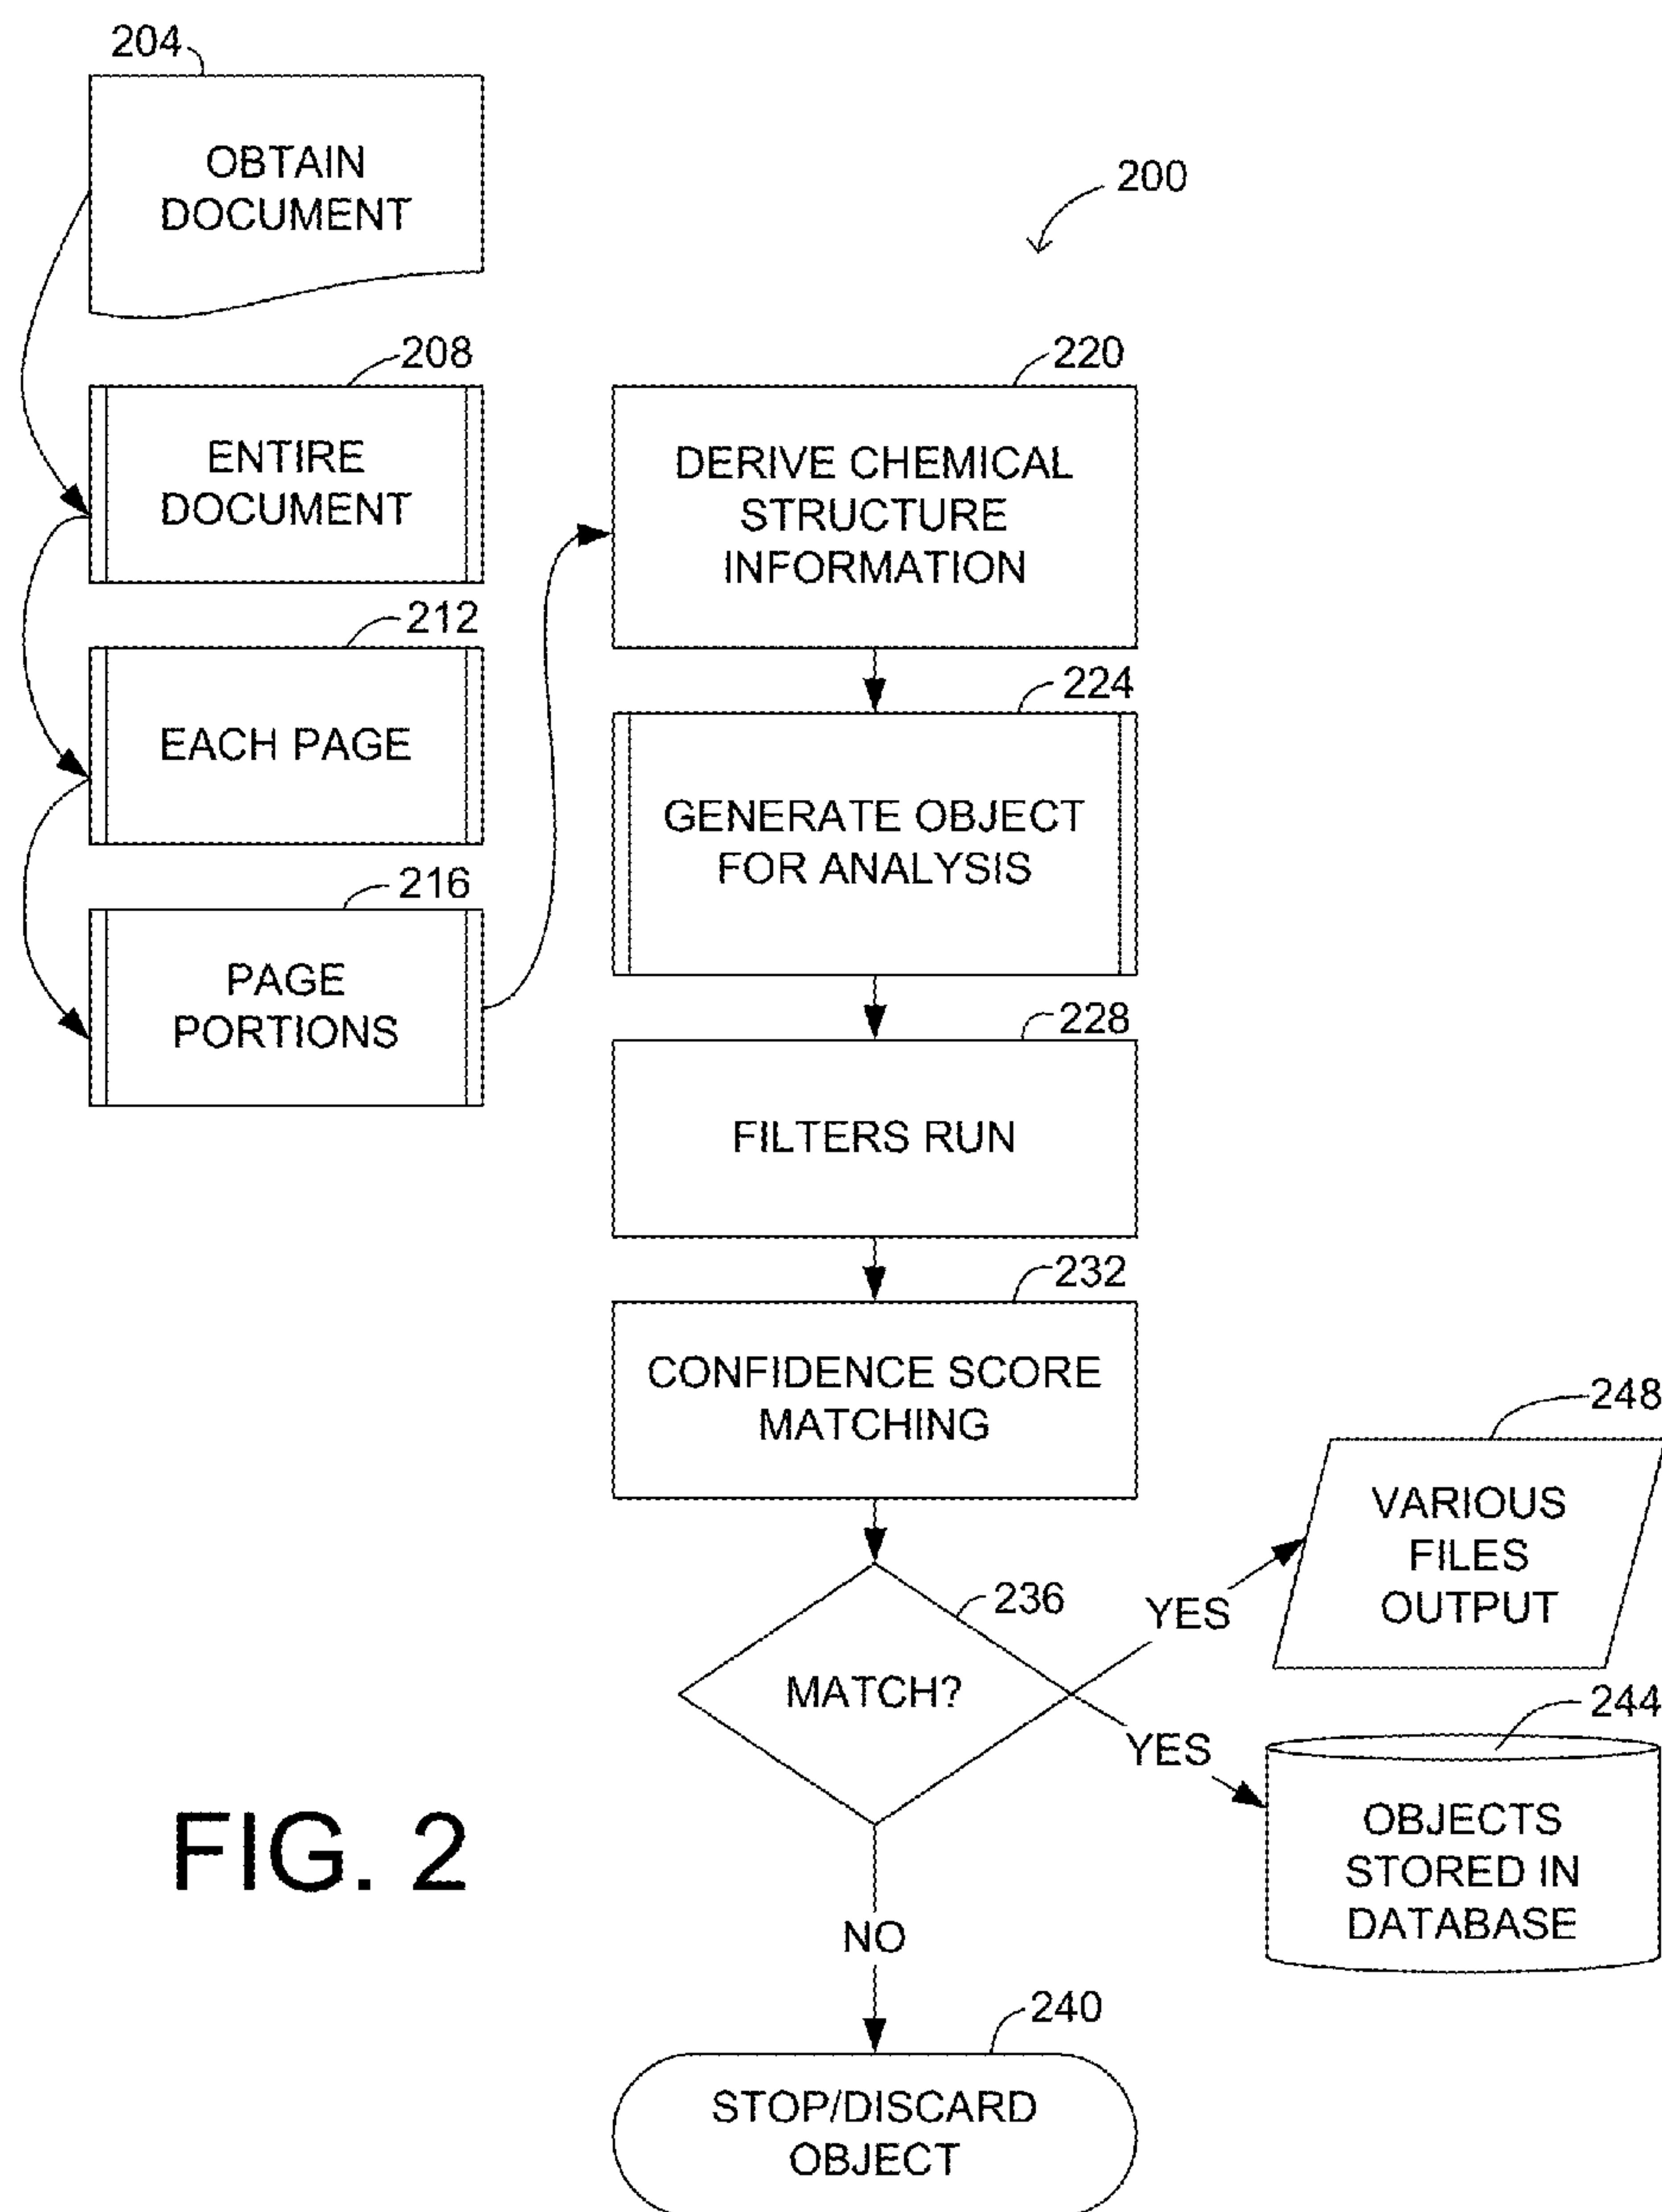 204
OBTAIN
DOCUMENT
200
208
ENTIRE
DOCUMENT
212
EACH PAGE
216
PAGE
PORTIONS
220
DERIVE CHEMICAL
STRUCTURE
INFORMATION
224
GENERATE OBJECT
FOR ANALYSIS
228
FILTERS RUN
232
CONFIDENCE SCORE
MATCHING
236
MATCH?
YES
248
VARIOUS
FILES
OUTPUT
YES
244
OBJECTS
STORED IN
DATABASE
NO
240
STOP/DISCARD
OBJECT
FIG. 2